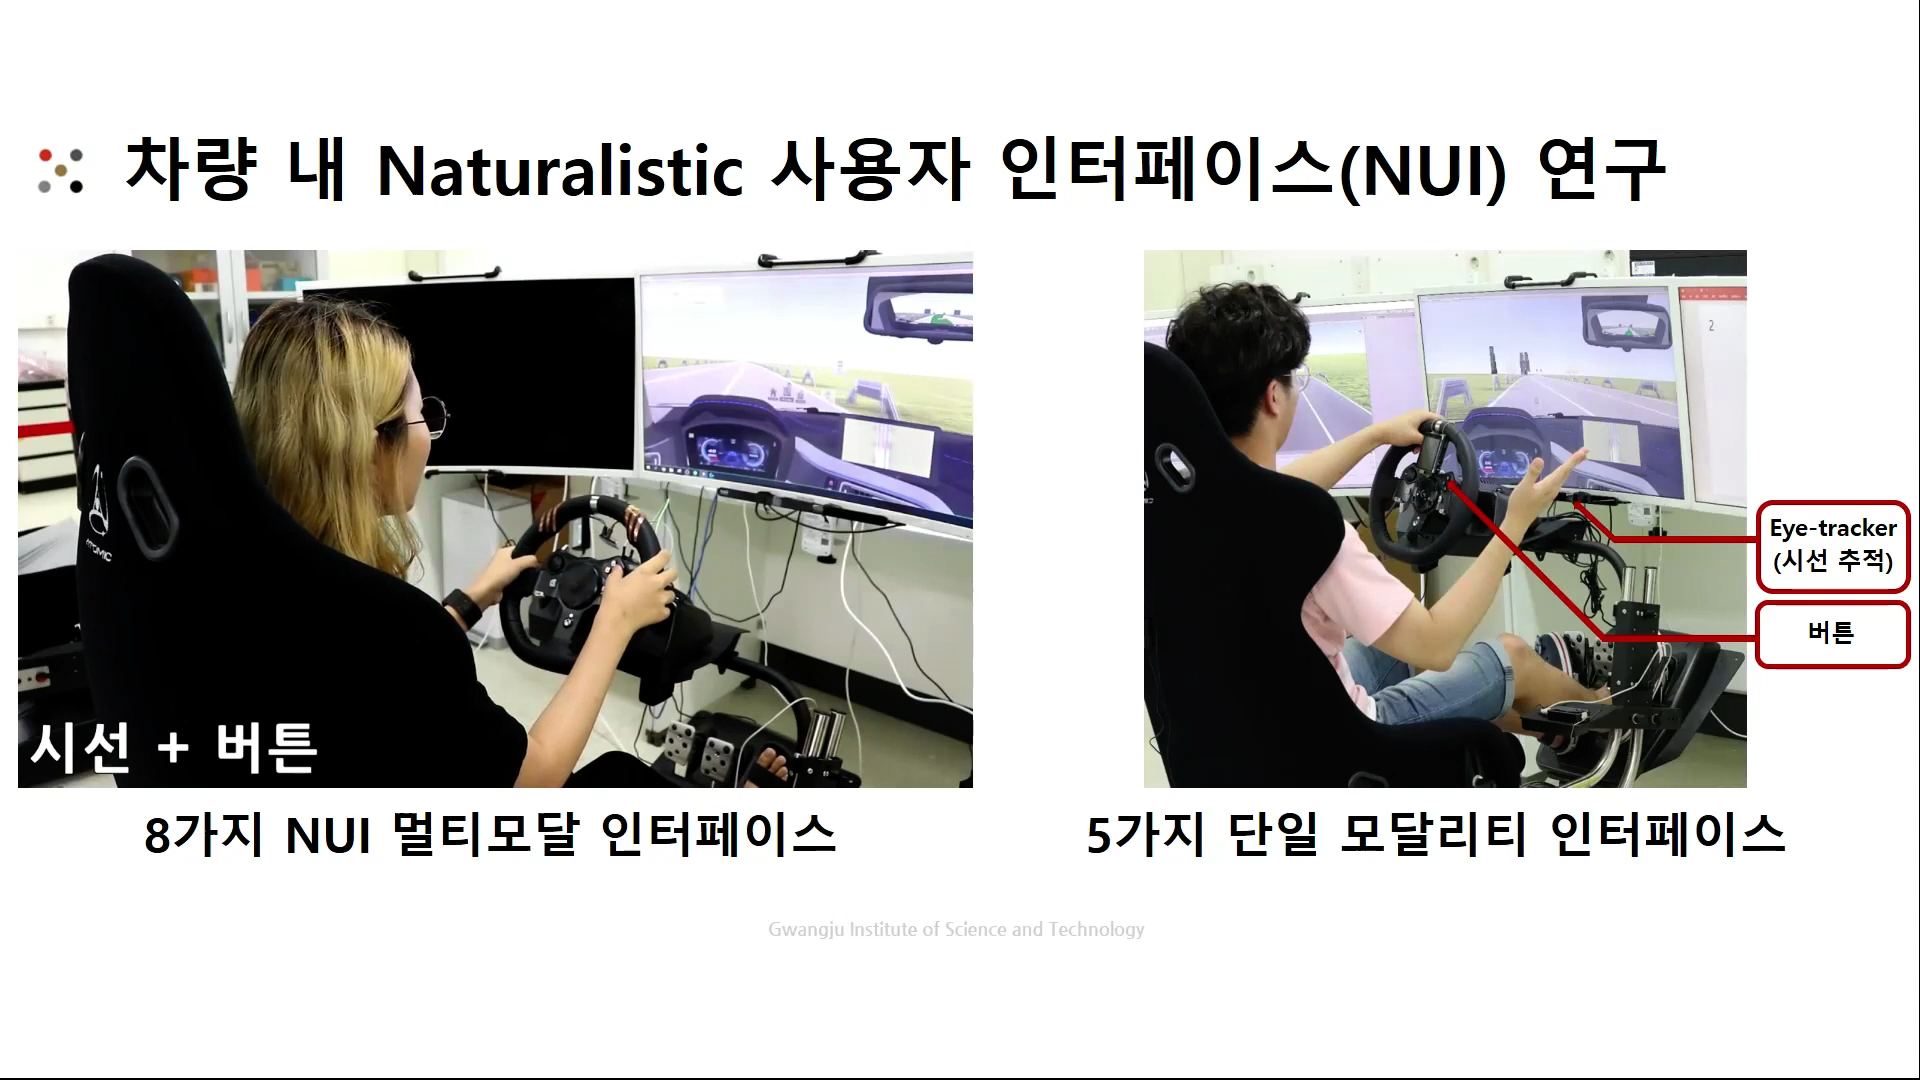 차량 내 Naturalistic 사용자 인터페이스(NUI) 연구
2
ATOMIC
Eye-tracker
(시선 추적)
버튼
시선 + 버튼
8가지 NUI 멀티모달 인터페이스
5가지 단일 모달리티 인터페이스
Gwangju Institute of Science and Technology